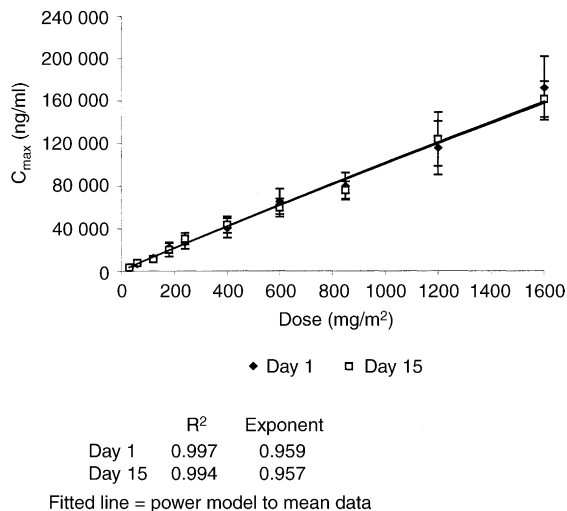 240 000
200 000
160 000
120 000
80 000
40 000
0
C_max (ng/ml)
0 200 400 600 800 1000 1200 1400 1600
Dose (mg/m²)
◆ Day 1 □ Day 15
R² Exponent
Day 1 0.997 0.959
Day 15 0.994 0.957
Fitted line = power model to mean data